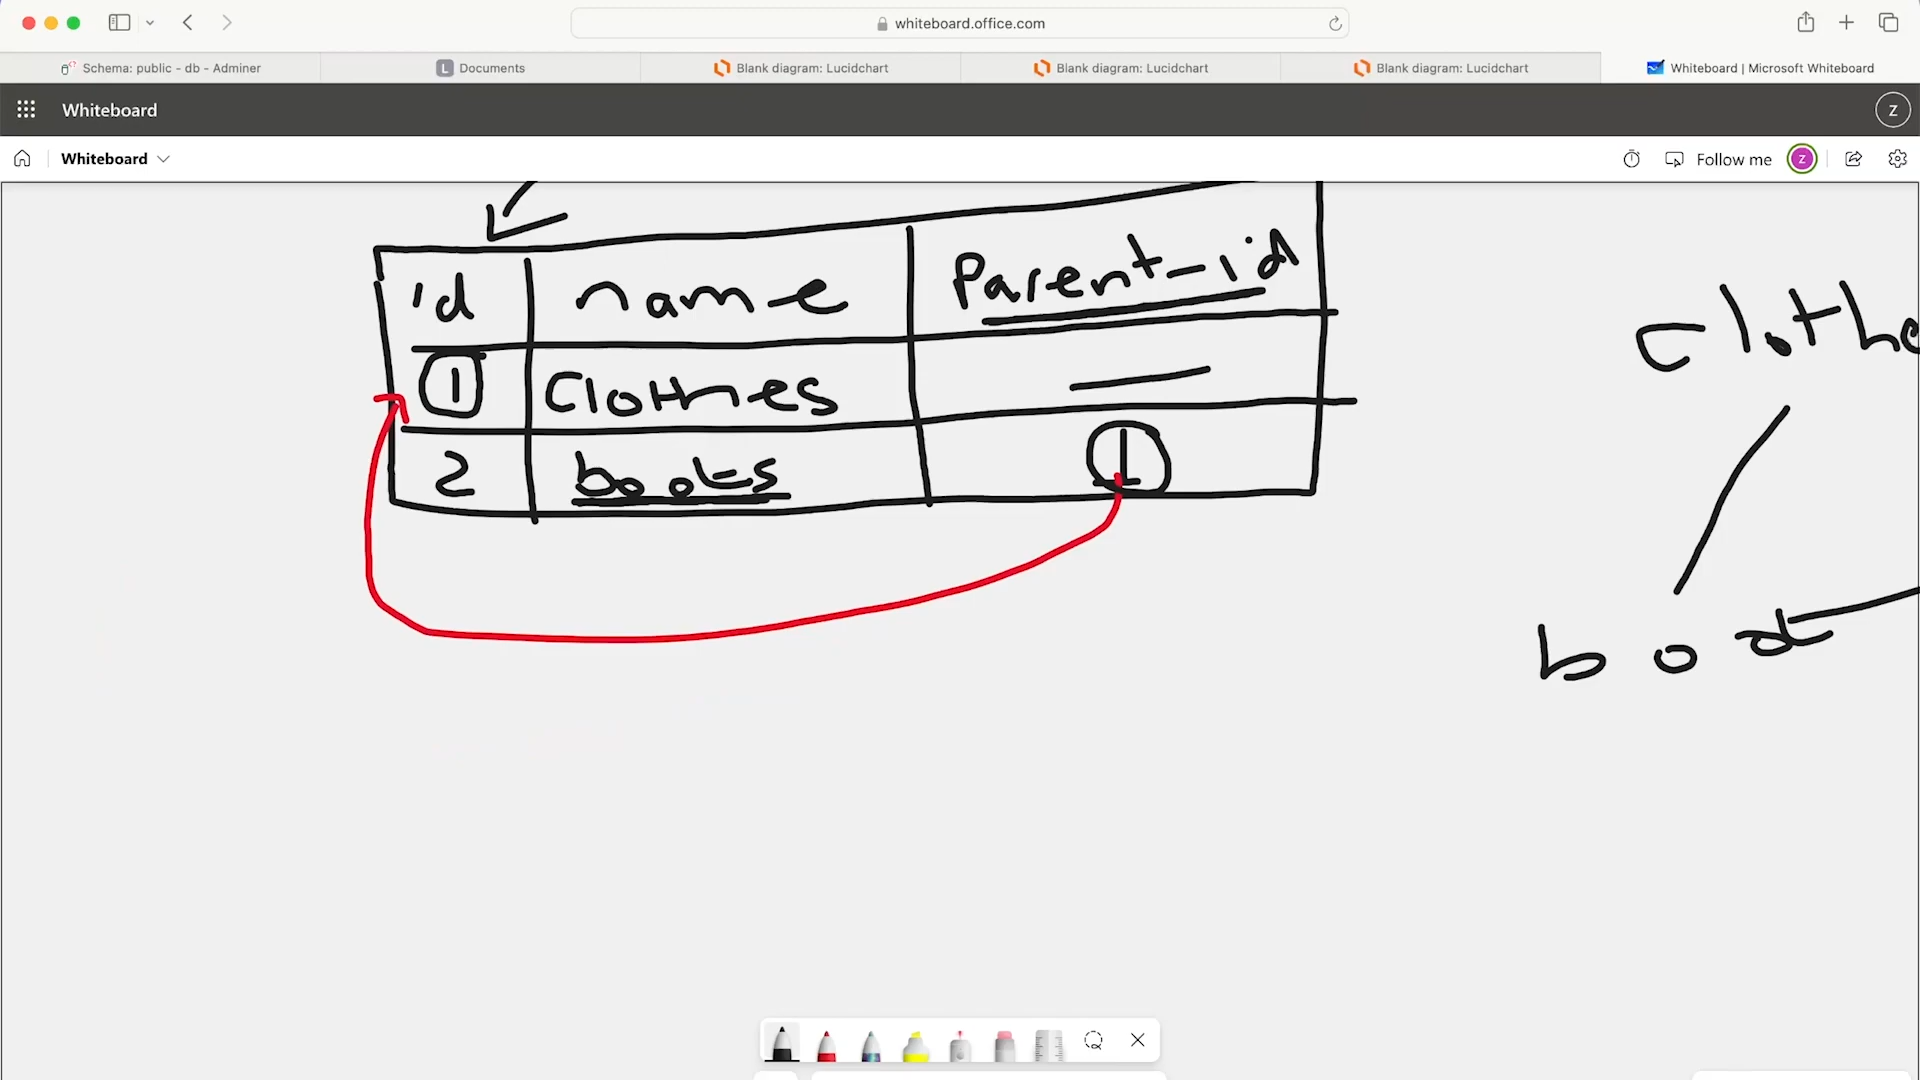 whiteboard.office.com
Schema: public - db - Adminer
L Documents
Blank diagram: Lucidchart
Blank diagram: Lucidchart
Blank diagram: Lucidchart
Whiteboard | Microsoft Whiteboard
Whiteboard
Z
Whiteboard
Follow me
Z
id name Parent_id
1 Clothes —
2 books 1
clothe